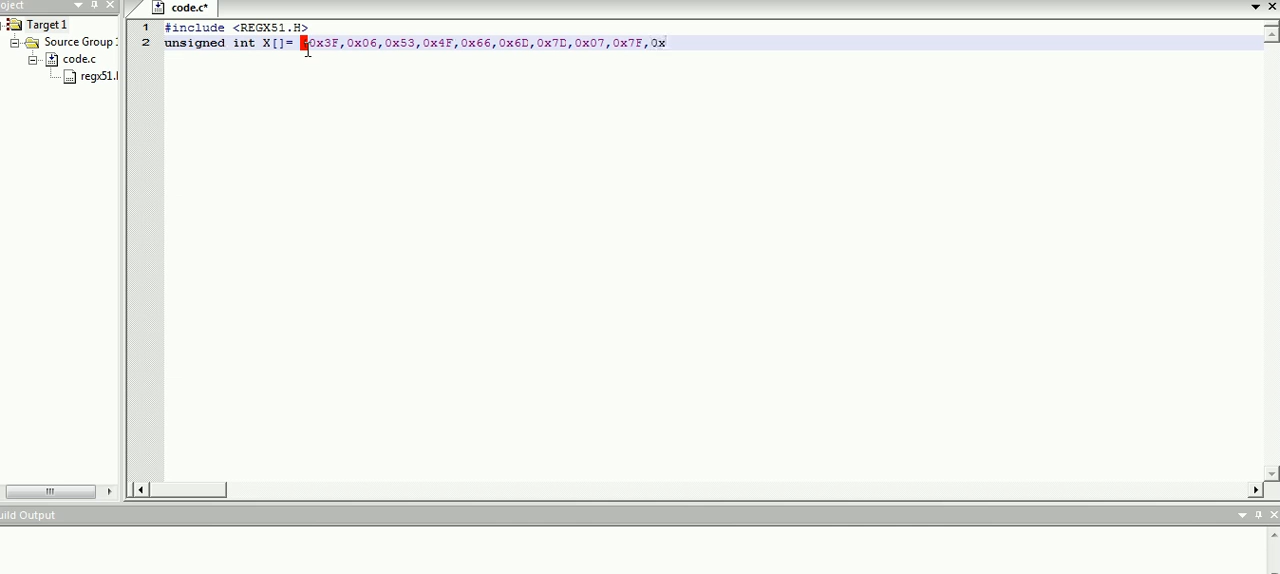 oject
code.c*
Target 1
Source Group 1
code.c
regx51.h
1 #include <REGX51.H>
2 unsigned int X[]= {0x3F,0x06,0x53,0x4F,0x66,0x6D,0x7D,0x07,0x7F,0x
uild Output